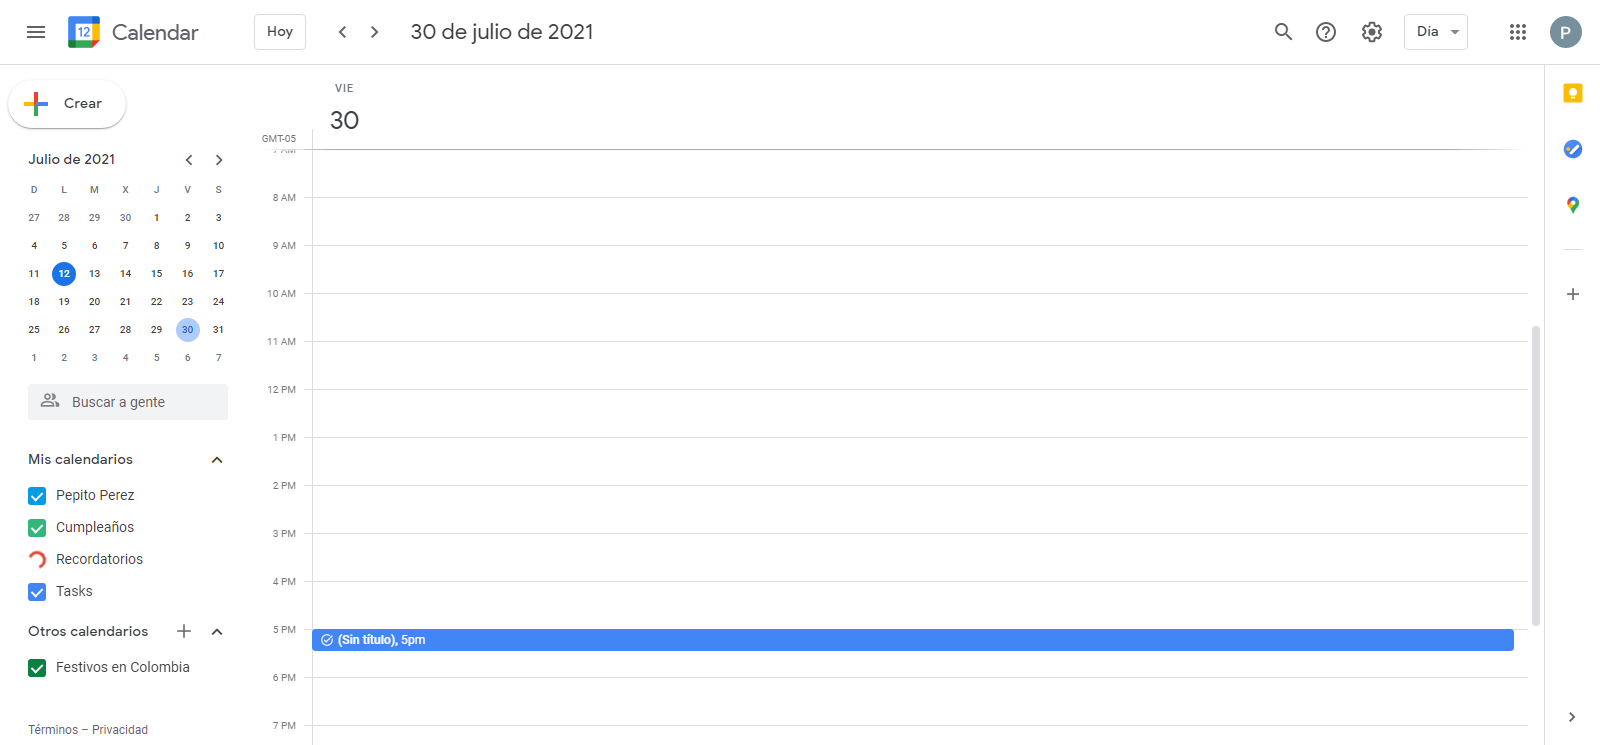 12 Calendar Hoy 30 de julio de 2021 Día P
Crear
VIE
30
GMT-05
Julio de 2021
D L M X J V S
27 28 29 30 1 2 3
4 5 6 7 8 9 10
11 12 13 14 15 16 17
18 19 20 21 22 23 24
25 26 27 28 29 30 31
1 2 3 4 5 6 7
Buscar a gente
Mis calendarios
Pepito Perez
Cumpleaños
Recordatorios
Tasks
Otros calendarios
Festivos en Colombia
Términos – Privacidad
7 AM
8 AM
9 AM
10 AM
11 AM
12 PM
1 PM
2 PM
3 PM
4 PM
5 PM
(Sin título), 5pm
6 PM
7 PM